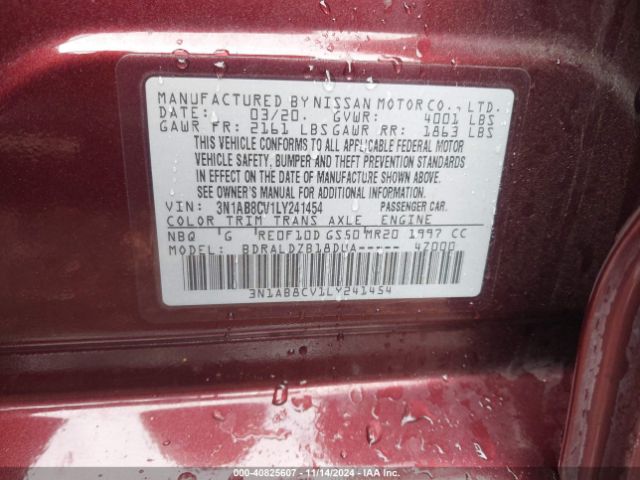 MANUFACTURED BY NISSAN MOTOR CO., LTD.
DATE: 03/20. GVWR: 4001 LBS
GAWR FR: 2161 LBS GAWR RR: 1863 LBS
THIS VEHICLE CONFORMS TO ALL APPLICABLE FEDERAL MOTOR
VEHICLE SAFETY, BUMPER AND THEFT PREVENTION STANDARDS
IN EFFECT ON THE DATE OF MANUFACTURE SHOWN ABOVE.
SEE OWNER'S MANUAL FOR ADDITIONAL INFORMATION.
VIN: 3N1AB8CV1LY241454 PASSENGER CAR.
COLOR TRIM TRANS AXLE ENGINE
NBQ G RE0F10D GS50 MR20 1997 CC
MODEL: BDRALDZB18DUA----- 4Z000
3N1AB8CV1LY241454
000-40825607 - 11/14/2024 - IAA Inc.